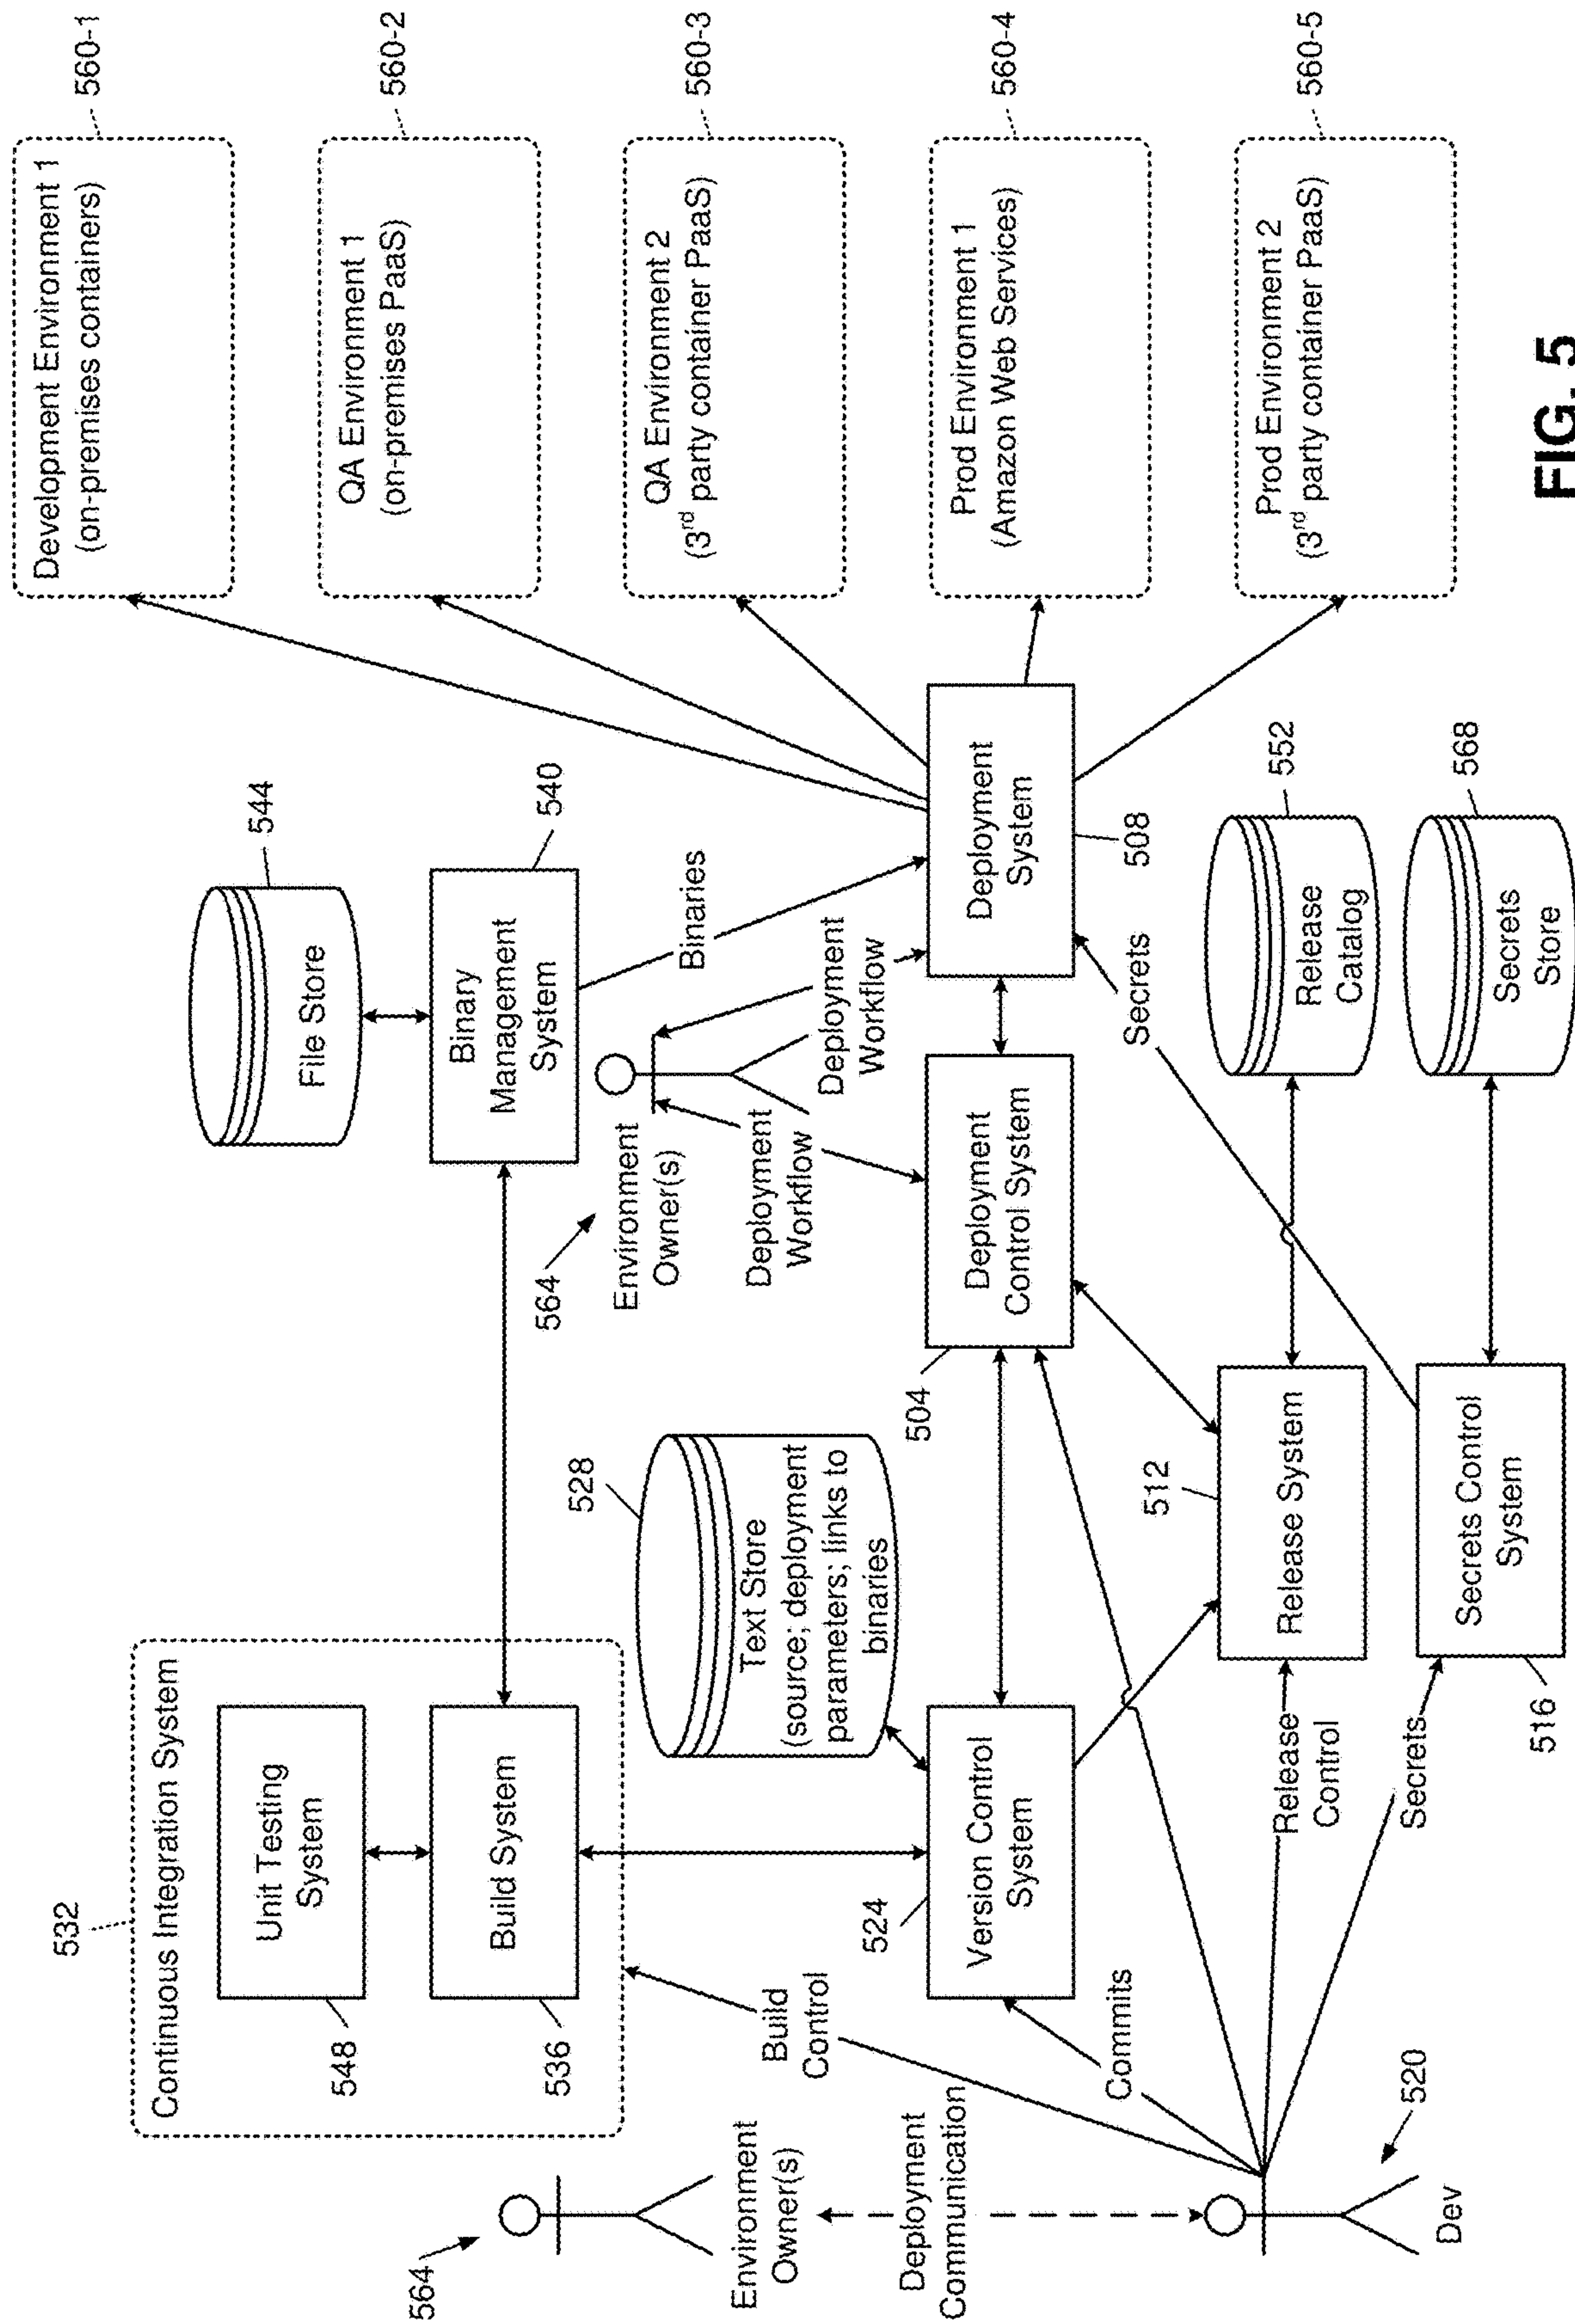 532
Continuous Integration System
Unit Testing
System
548
Build System
536
544
File Store
Binary
Management
System
540
Development Environment 1
(on-premises containers)
560-1
QA Environment 1
(on-premises PaaS)
560-2
QA Environment 2
(3rd party container PaaS)
560-3
Prod Environment 1
(Amazon Web Services)
560-4
Prod Environment 2
(3rd party container PaaS)
560-5
564
Environment
Owner(s)
Deployment
Communication
Build
Control
528
Text Store
(source; deployment
parameters; links to
binaries
564
Environment
Owner(s)
Deployment
Workflow
Deployment
Workflow
Binaries
524
Version Control
System
504
Deployment
Control System
Deployment
System
508
Commits
520
Dev
Release
Control
Secrets
512
Release System
Secrets Control
System
516
Secrets
Release
Catalog
552
Secrets
Store
568
FIG. 5